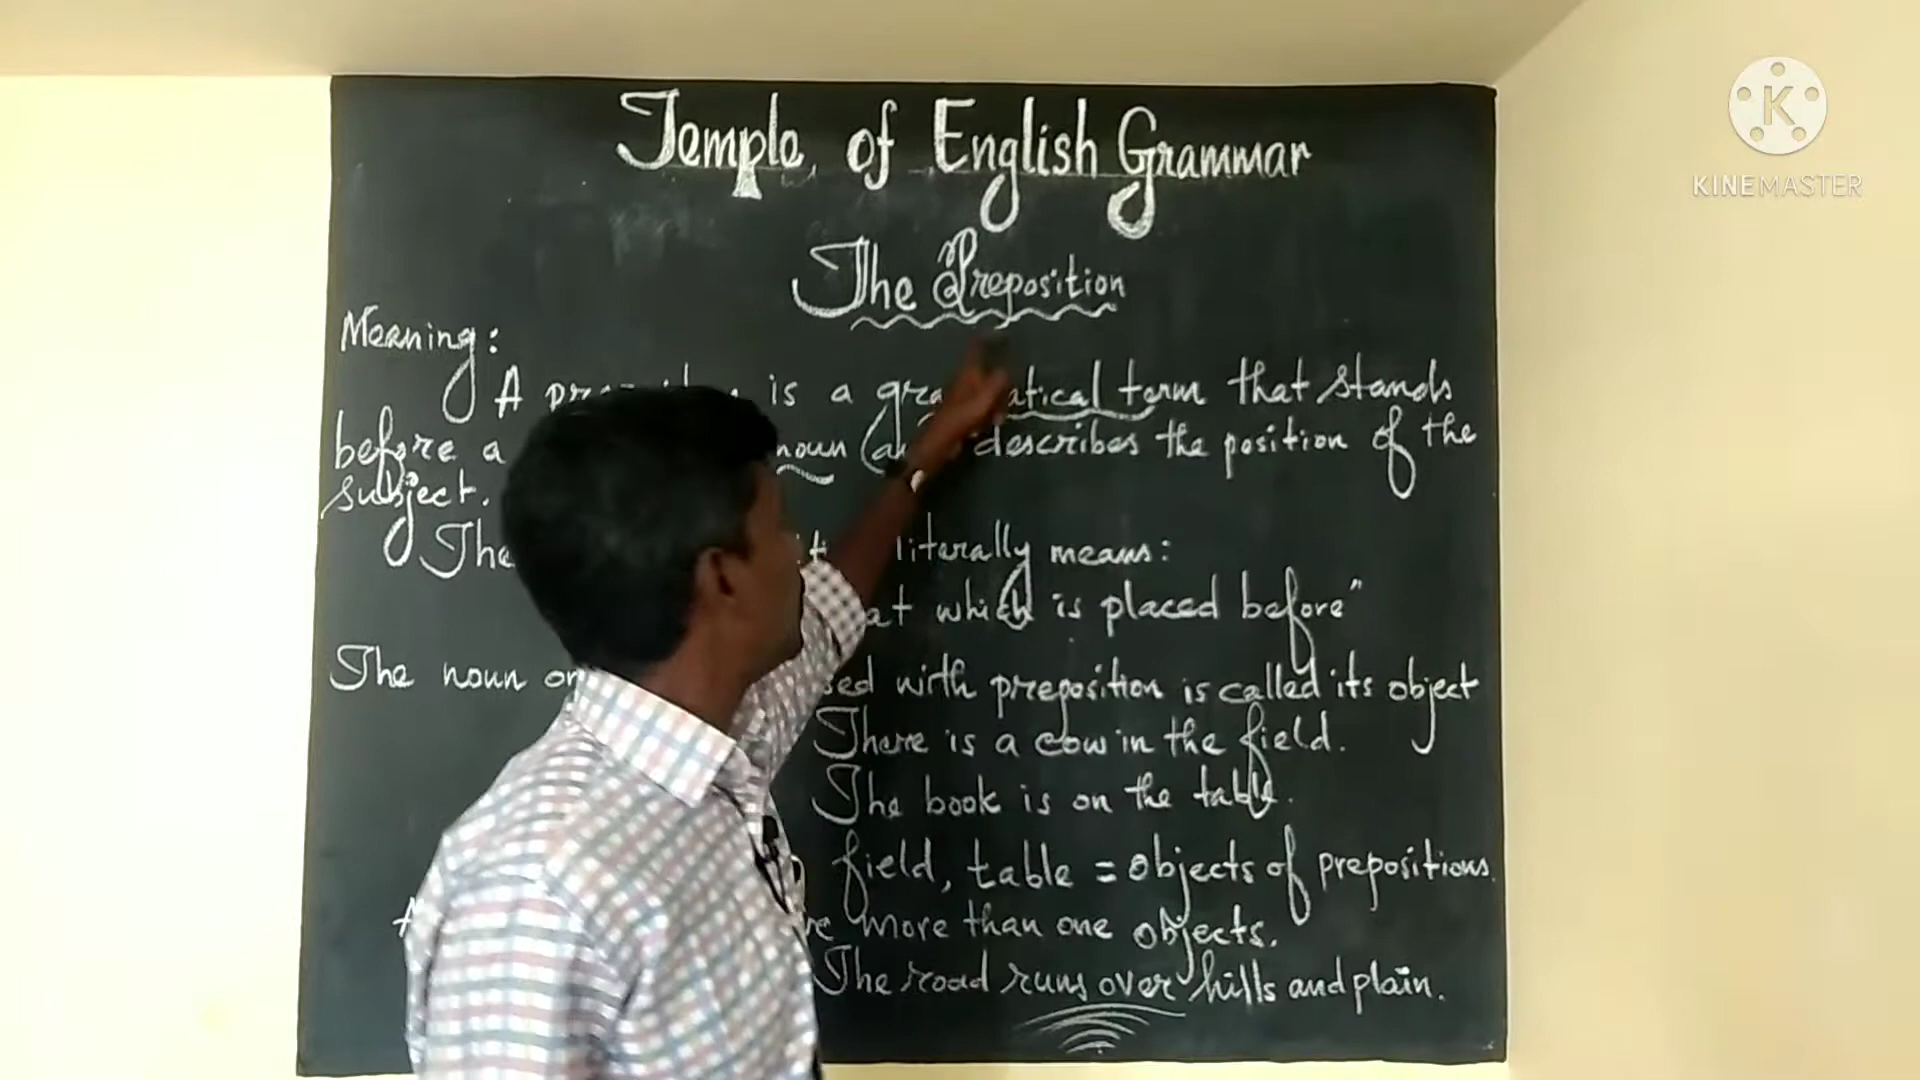 Temple of English Grammar
The Preposition
Meaning:
A is a term that stands
before a noun describes the position of the
subject.
The literally means:
which is placed before"
The noun with preposition is called its object
There is a cow in the field.
The book is on the table.
field, table = objects of prepositions.
more than one objects.
The road runs over hills and plain.
KINEMASTER